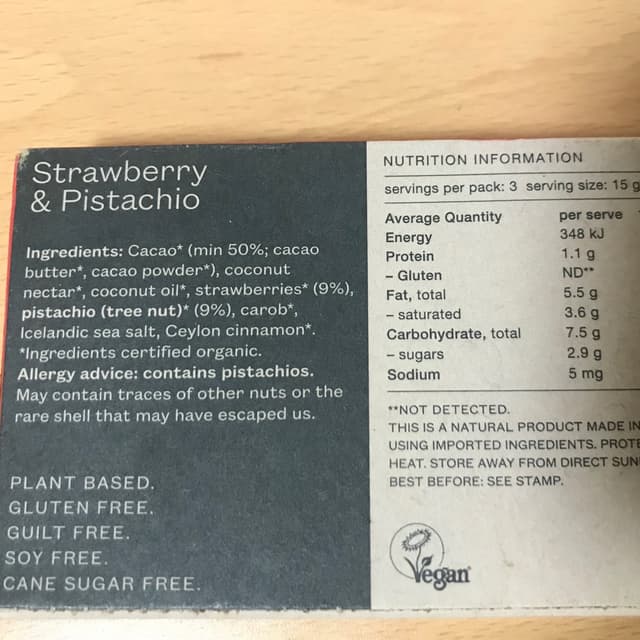 Strawberry
& Pistachio
Ingredients: Cacao* (min 50%; cacao
butter*, cacao powder*), coconut
nectar*, coconut oil*, strawberries* (9%),
pistachio (tree nut)* (9%), carob*,
Icelandic sea salt, Ceylon cinnamon*.
*Ingredients certified organic.
Allergy advice: contains pistachios.
May contain traces of other nuts or the
rare shell that may have escaped us.
PLANT BASED.
GLUTEN FREE.
GUILT FREE.
SOY FREE.
CANE SUGAR FREE.
NUTRITION INFORMATION
servings per pack: 3 serving size: 15 g
Average Quantity per serve
Energy 348 kJ
Protein 1.1 g
– Gluten ND**
Fat, total 5.5 g
– saturated 3.6 g
Carbohydrate, total 7.5 g
– sugars 2.9 g
Sodium 5 mg
**NOT DETECTED.
THIS IS A NATURAL PRODUCT MADE IN
USING IMPORTED INGREDIENTS.
HEAT. STORE AWAY FROM DIRECT
BEST BEFORE: SEE STAMP.
Vegan